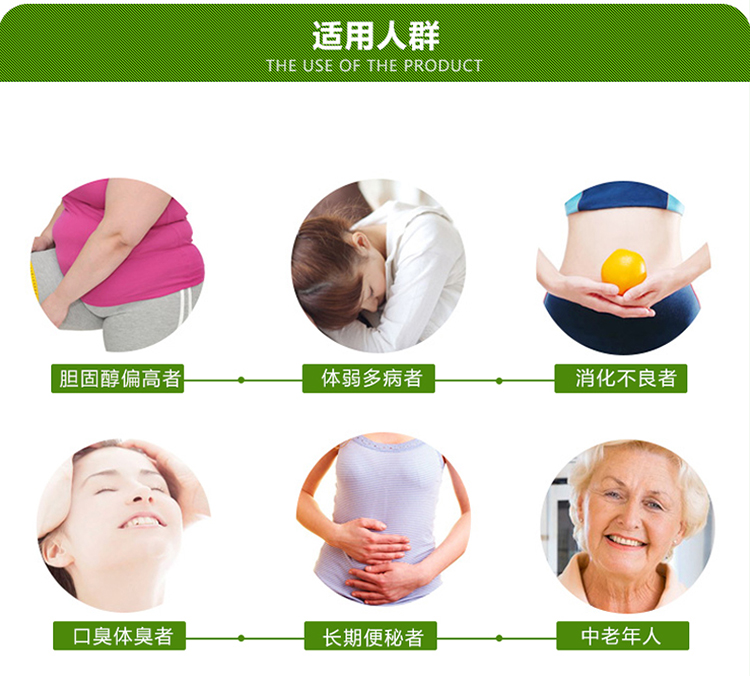 适用人群
THE USE OF THE PRODUCT
胆固醇偏高者
体弱多病者
消化不良者
口臭体臭者
长期便秘者
中老年人